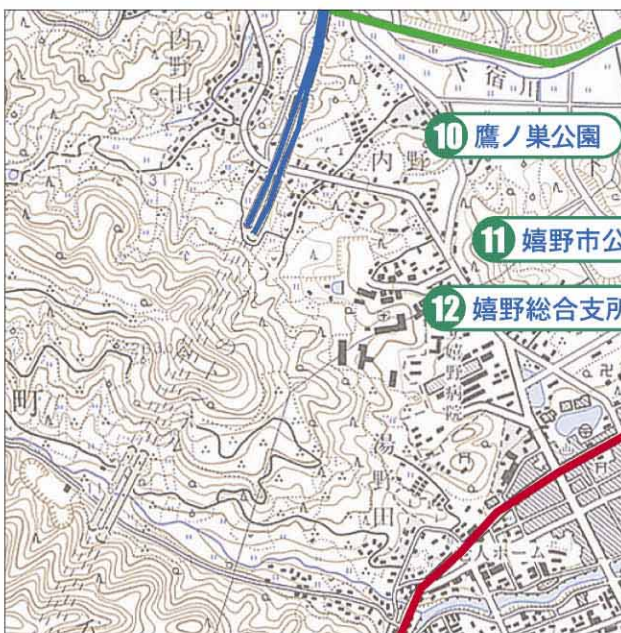 内野山
下宿川
10 鷹ノ巣公園
内野
下
11 嬉野市公
12 嬉野総合支所
嬉野病院
町
湯野田
老人ホーム